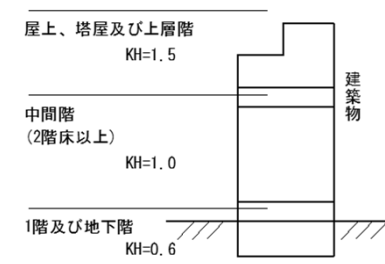 屋上、塔屋及び上層階
KH=1.5
中間階
(2階床以上)
KH=1.0
1階及び地下階
KH=0.6
建築物